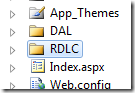 App_Themes
DAL
RDLC
Index.aspx
Web.config